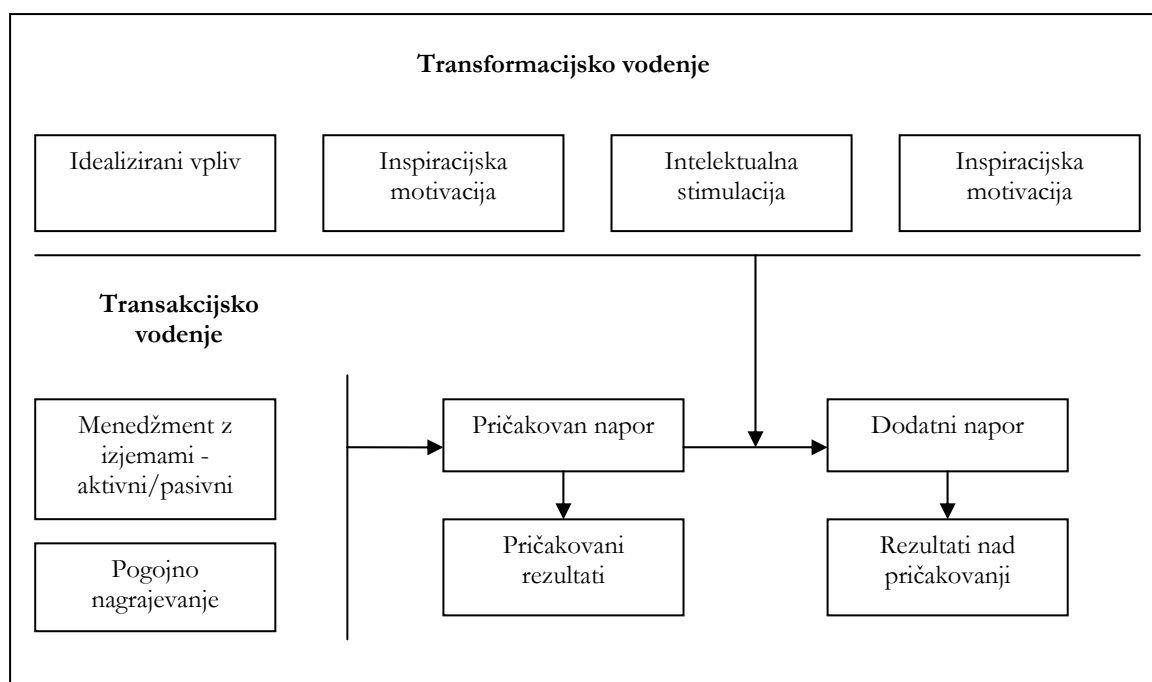 Transformacijsko vodenje
Idealizirani vpliv
Inspiracijska
motivacija
Intelektualna
stimulacija
Inspiracijska
motivacija
Transakcijsko
vodenje
Menedžment z
izjemami -
aktivni/pasivni
Pogojno
nagrajevanje
Pričakovan napor
Dodatni napor
Pričakovani
rezultati
Rezultati nad
pričakovanji